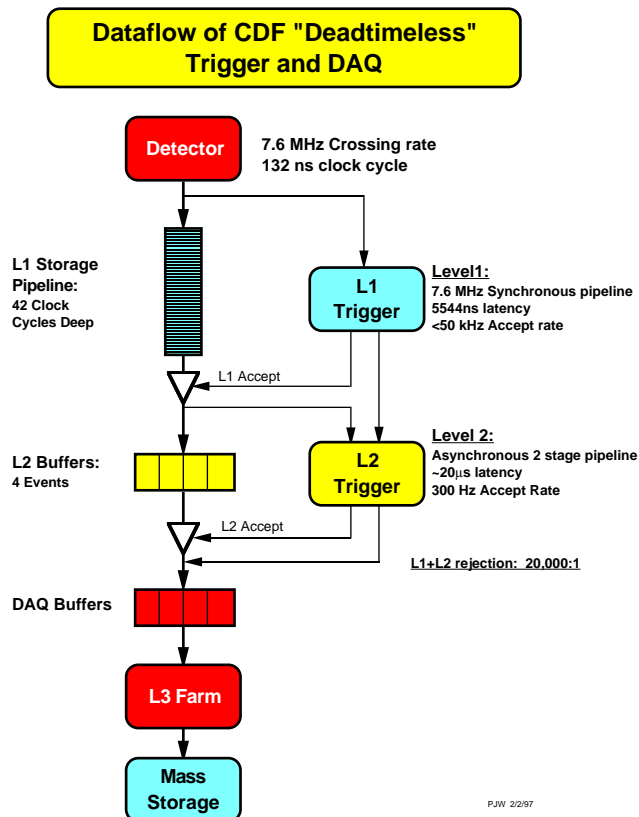 Dataflow of CDF "Deadtimeless"
Trigger and DAQ
Detector
7.6 MHz Crossing rate
132 ns clock cycle
L1 Storage
Pipeline:
42 Clock
Cycles Deep
L1
Trigger
Level1:
7.6 MHz Synchronous pipeline
5544ns latency
<50 kHz Accept rate
L1 Accept
L2 Buffers:
4 Events
L2
Trigger
Level 2:
Asynchronous 2 stage pipeline
~20μs latency
300 Hz Accept Rate
L2 Accept
L1+L2 rejection: 20,000:1
DAQ Buffers
L3 Farm
Mass
Storage
PJW 2/2/97